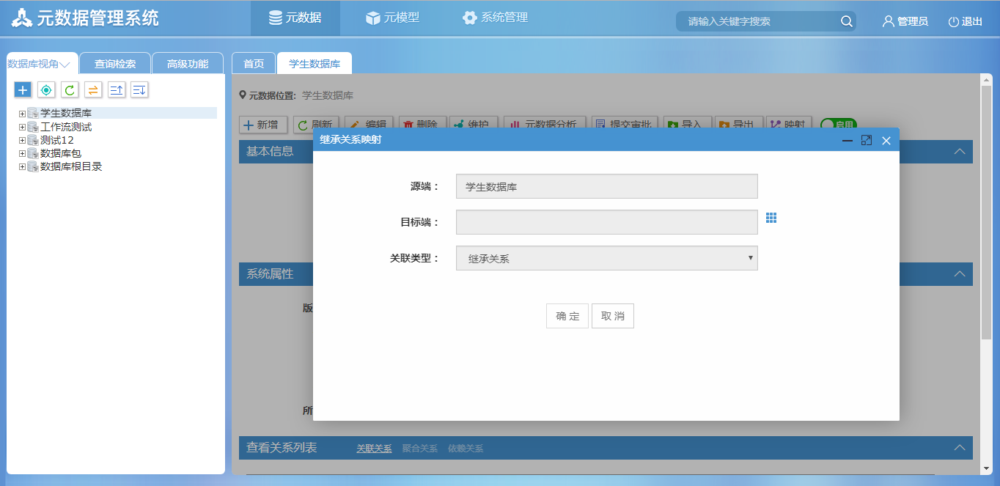 元数据管理系统
元数据
元模型
系统管理
请输入关键字搜索
管理员
退出
数据库视角
查询检索
高级功能
首页
学生数据库
学生数据库
工作流测试
测试12
数据库包
数据库根目录
元数据位置: 学生数据库
新增
刷新
编辑
删除
维护
元数据分析
提交审批
导入
导出
映射
启用
基本信息
继承关系映射
源端：
学生数据库
目标端：
关联类型：
继承关系
确 定
取 消
系统属性
版
所
查看关系列表
关联关系
聚合关系
依赖关系